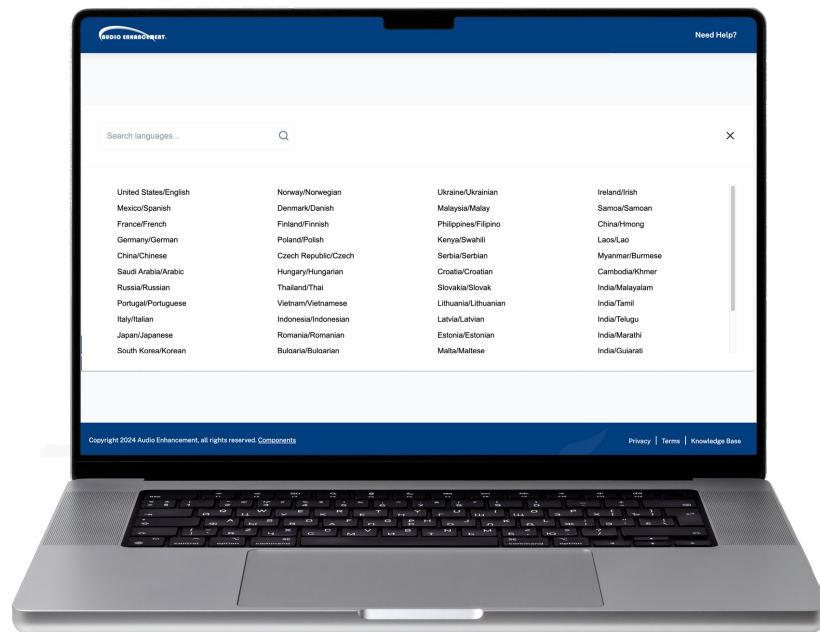 AUDIO ENHANCEMENT.
Need Help?
Search languages...
United States/English
Norway/Norwegian
Ukraine/Ukrainian
Ireland/Irish
Mexico/Spanish
Denmark/Danish
Malaysia/Malay
Samoa/Samoan
France/French
Finland/Finnish
Philippines/Filipino
China/Hmong
Germany/German
Poland/Polish
Kenya/Swahili
Laos/Lao
China/Chinese
Czech Republic/Czech
Serbia/Serbian
Myanmar/Burmese
Saudi Arabia/Arabic
Hungary/Hungarian
Croatia/Croatian
Cambodia/Khmer
Russia/Russian
Thailand/Thai
Slovakia/Slovak
India/Malayalam
Portugal/Portuguese
Vietnam/Vietnamese
Lithuania/Lithuanian
India/Tamil
Italy/Italian
Indonesia/Indonesian
Latvia/Latvian
India/Telugu
Japan/Japanese
Romania/Romanian
Estonia/Estonian
India/Marathi
South Korea/Korean
Bulgaria/Bulgarian
Malta/Maltese
India/Gujarati
Copyright 2024 Audio Enhancement, all rights reserved. Components
Privacy | Terms | Knowledge Base